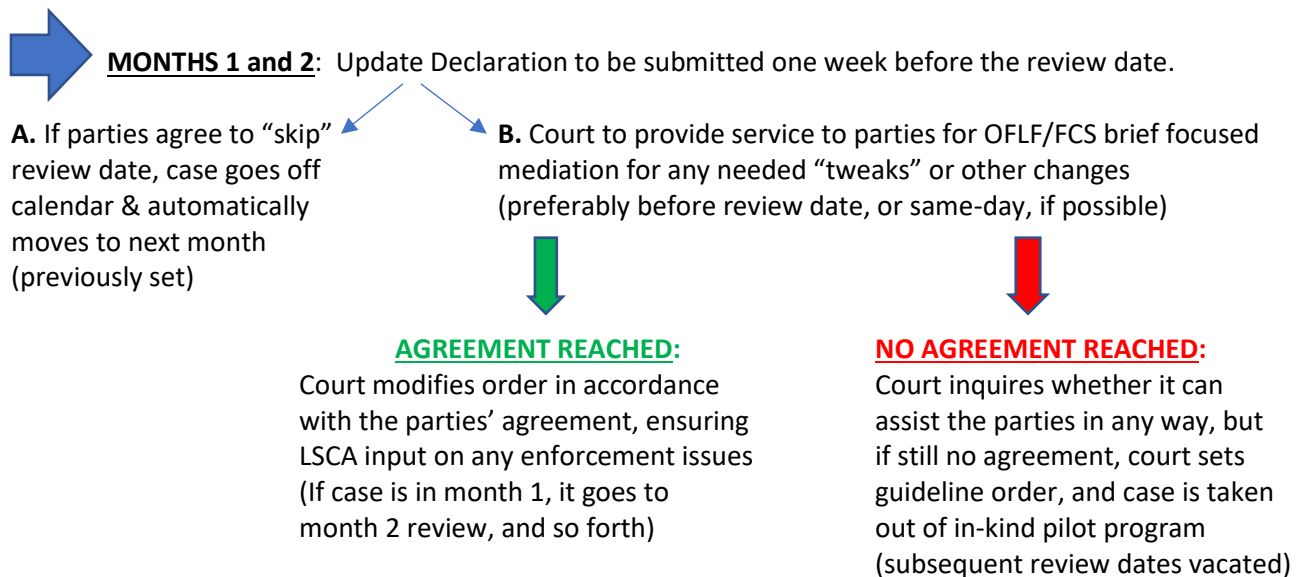 MONTHS 1 and 2: Update Declaration to be submitted one week before the review date.
A. If parties agree to “skip”
review date, case goes off
calendar & automatically
moves to next month
(previously set)
B. Court to provide service to parties for OFLF/FCS brief focused
mediation for any needed “tweaks” or other changes
(preferably before review date, or same-day, if possible)
AGREEMENT REACHED:
Court modifies order in accordance
with the parties’ agreement, ensuring
LSCA input on any enforcement issues
(If case is in month 1, it goes to
month 2 review, and so forth)
NO AGREEMENT REACHED:
Court inquires whether it can
assist the parties in any way, but
if still no agreement, court sets
guideline order, and case is taken
out of in-kind pilot program
(subsequent review dates vacated)